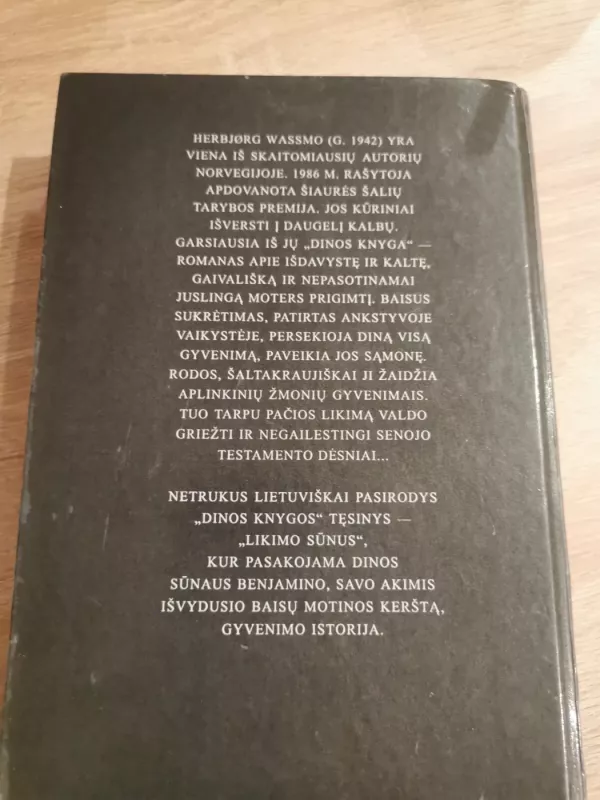 HERBJØRG WASSMO (G. 1942) YRA
VIENA IŠ SKAITOMIAUSIŲ AUTORIŲ
NORVEGIJOJE. 1986 M. RAŠYTOJA
APDOVANOTA ŠIAURĖS ŠALIŲ
TARYBOS PREMIJA. JOS KŪRINIAI
IŠVERSTI Į DAUGELĮ KALBŲ.
GARSIAUSIA IŠ JŲ „DINOS KNYGA“ —
ROMANAS APIE IŠDAVYSTĘ IR KALTĘ,
GAIVALIŠKĄ IR NEPASOTINAMAI
JUSLINGĄ MOTERS PRIGIMTĮ. BAISUS
SUKRĖTIMAS, PATIRTAS ANKSTYVOJE
VAIKYSTĖJE, PERSEKIOJA DINĄ VISĄ
GYVENIMĄ, PAVEIKIA JOS SĄMONĘ.
RODOS, ŠALTAKRAUJIŠKAI JI ŽAIDŽIA
APLINKINIŲ ŽMONIŲ GYVENIMAIS.
TUO TARPU PAČIOS LIKIMĄ VALDO
GRIEŽTI IR NEGAILESTINGI SENOJO
TESTAMENTO DĖSNIAI...
NETRUKUS LIETUVIŠKAI PASIRODYS
„DINOS KNYGOS“ TĘSINYS —
„LIKIMO SŪNUS“,
KUR PASAKOJAMA DINOS
SŪNAUS BENJAMINO, SAVO AKIMIS
IŠVYDUSIO BAISŲ MOTINOS KERŠTĄ,
GYVENIMO ISTORIJA.